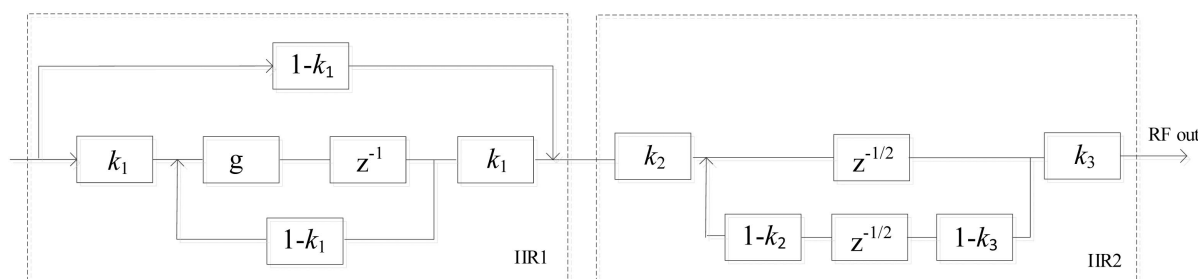 1-k₁
k₁
g
z⁻¹
k₁
1-k₁
IIR1
k₂
z⁻¹/²
k₃
1-k₂
z⁻¹/²
1-k₃
IIR2
RF out